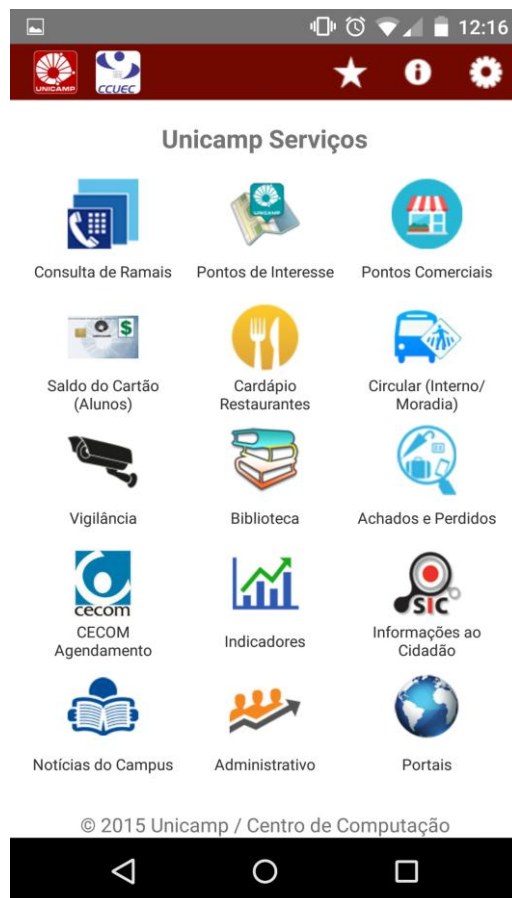 12:16
UNICAMP
CCUEC
Unicamp Serviços
UNICAMP
Consulta de Ramais
Pontos de Interesse
Pontos Comerciais
$
Saldo do Cartão
(Alunos)
Cardápio
Restaurantes
Circular (Interno/
Moradia)
Vigilância
Biblioteca
Achados e Perdidos
cecom
SIC
CECOM
Agendamento
Indicadores
Informações ao
Cidadão
Notícias do Campus
Administrativo
Portais
© 2015 Unicamp / Centro de Computação